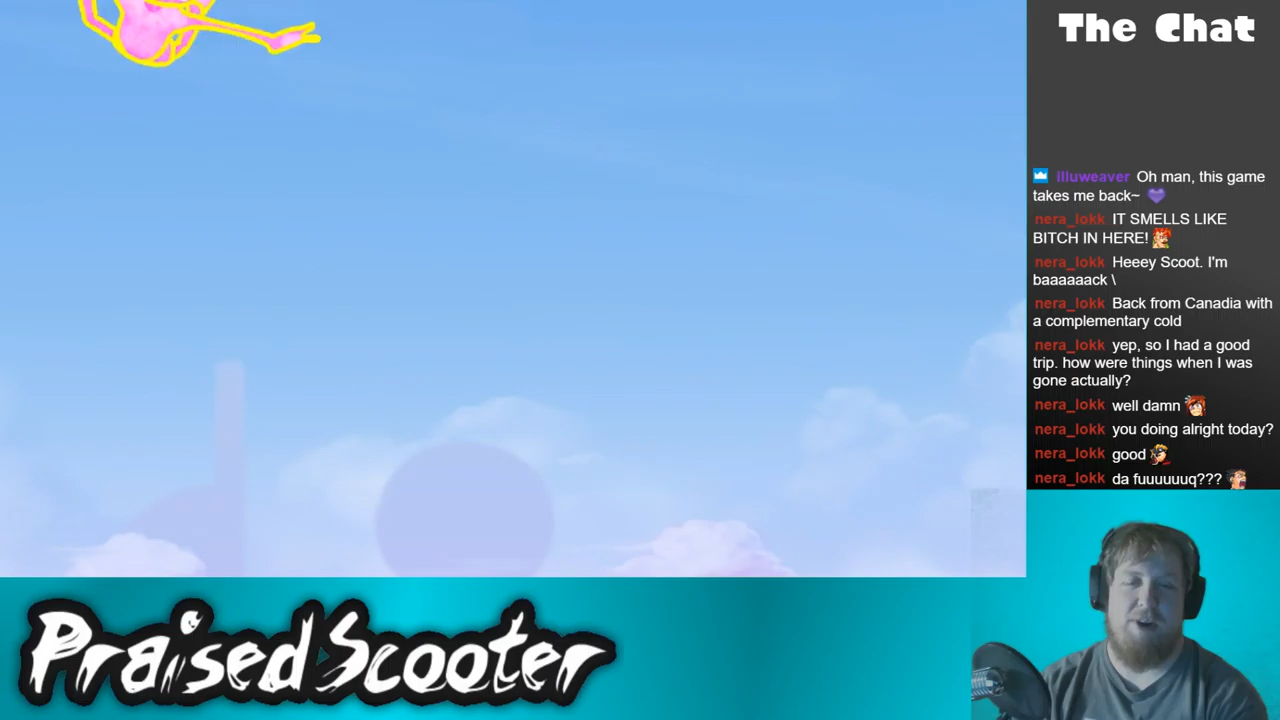 The Chat
illuweaver Oh man, this game
takes me back~
nera_lokk IT SMELLS LIKE
BITCH IN HERE!
nera_lokk Heeey Scoot. I'm
baaaaaack \
nera_lokk Back from Canadia with
a complementary cold
nera_lokk yep, so I had a good
trip. how were things when I was
gone actually?
nera_lokk well damn
nera_lokk you doing alright today?
nera_lokk good
nera_lokk da fuuuuuuq???
PraisedScooter